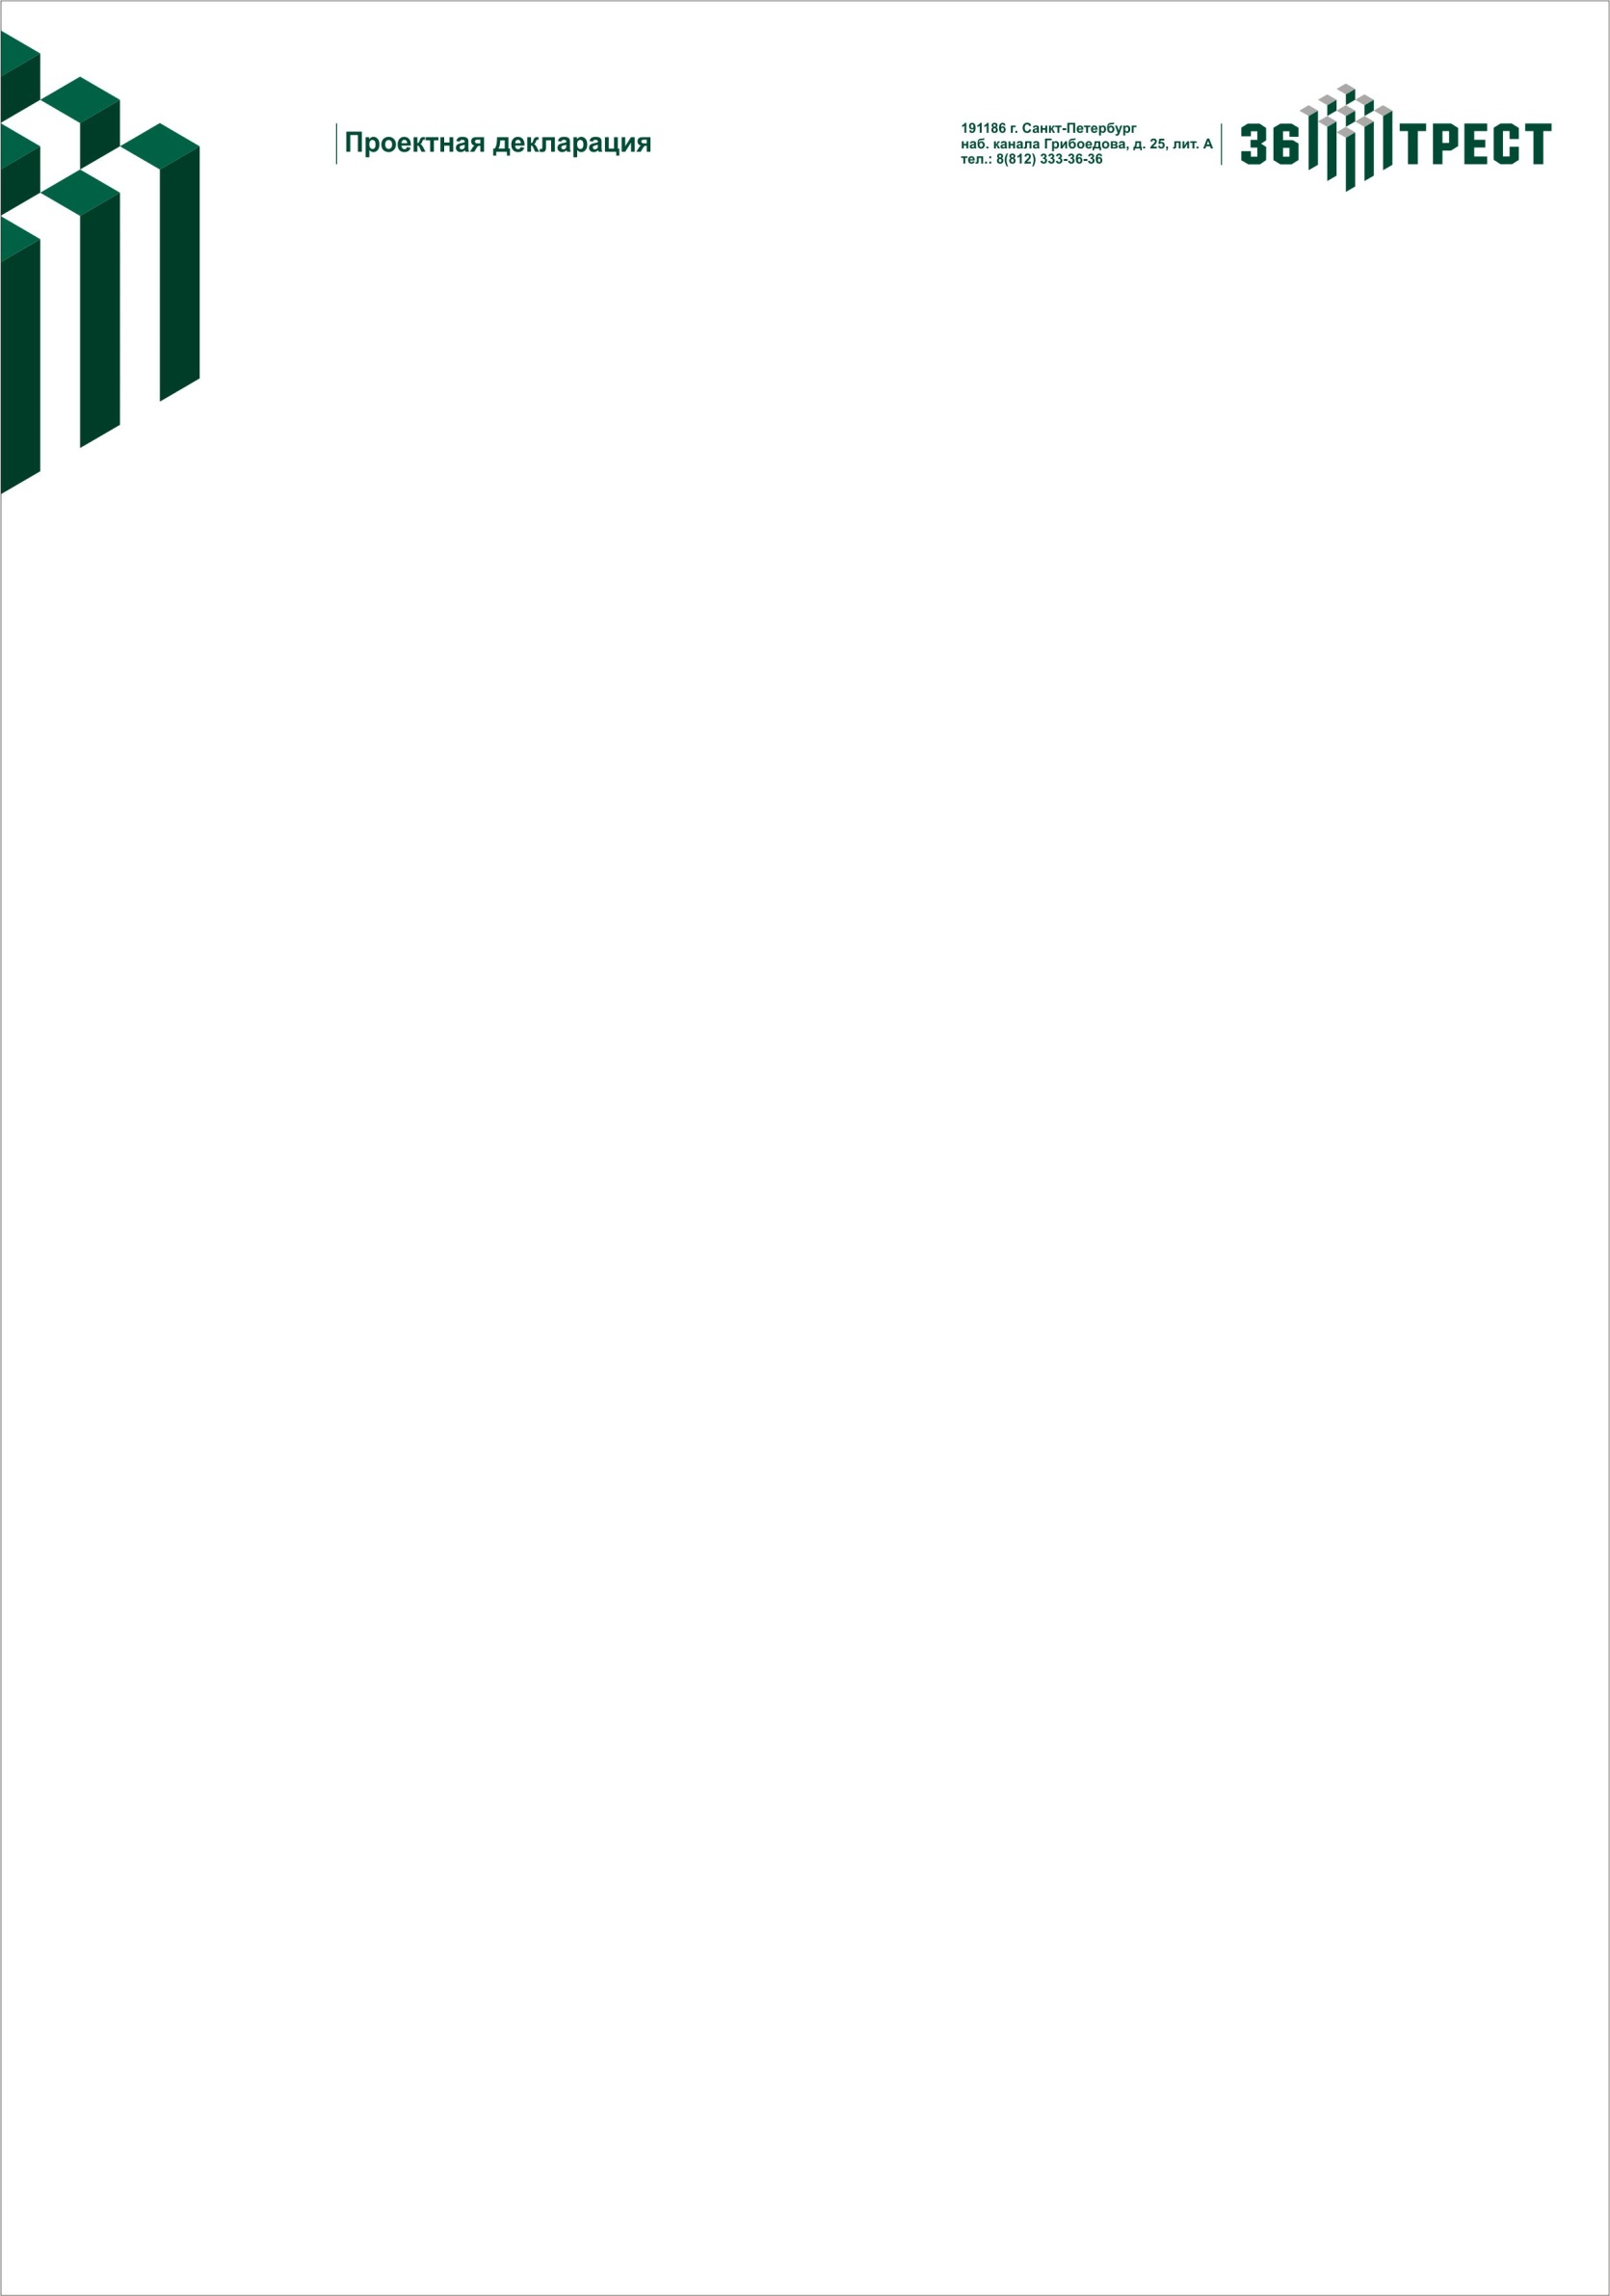 Проектная декларация
191186 г. Санкт-Петербург
наб. канала Грибоедова, д. 25, лит. А
тел.: 8(812) 333-36-36
36 ТРЕСТ